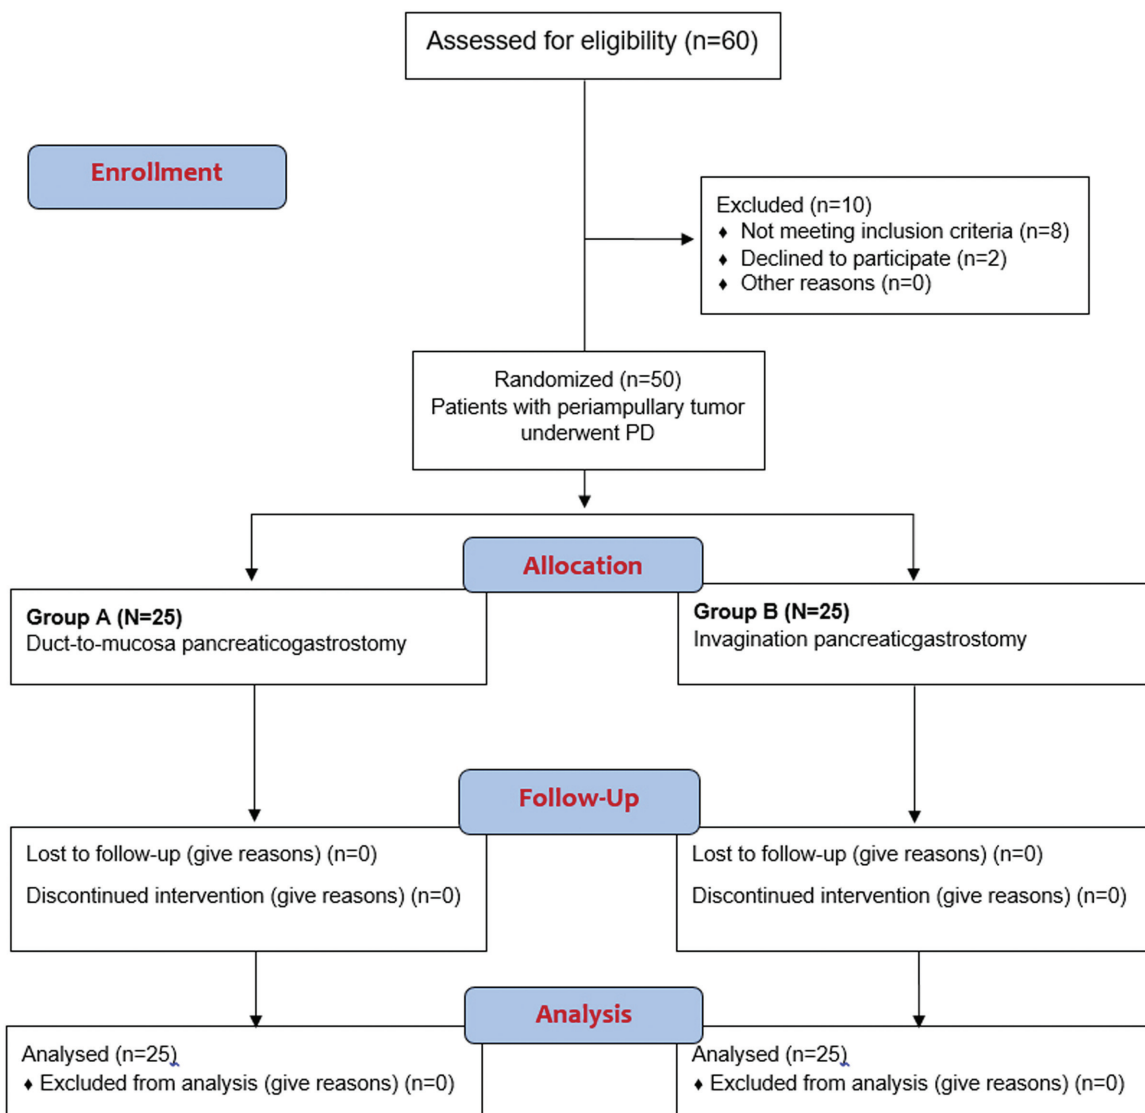 Assessed for eligibility (n=60)
Enrollment
Excluded (n=10)
♦ Not meeting inclusion criteria (n=8)
♦ Declined to participate (n=2)
♦ Other reasons (n=0)
Randomized (n=50)
Patients with periampullary tumor
underwent PD
Allocation
Group A (N=25)
Duct-to-mucosa pancreaticogastrostomy
Group B (N=25)
Invagination pancreaticgastrostomy
Follow-Up
Lost to follow-up (give reasons) (n=0)
Discontinued intervention (give reasons) (n=0)
Lost to follow-up (give reasons) (n=0)
Discontinued intervention (give reasons) (n=0)
Analysis
Analysed (n=25)
♦ Excluded from analysis (give reasons) (n=0)
Analysed (n=25)
♦ Excluded from analysis (give reasons) (n=0)